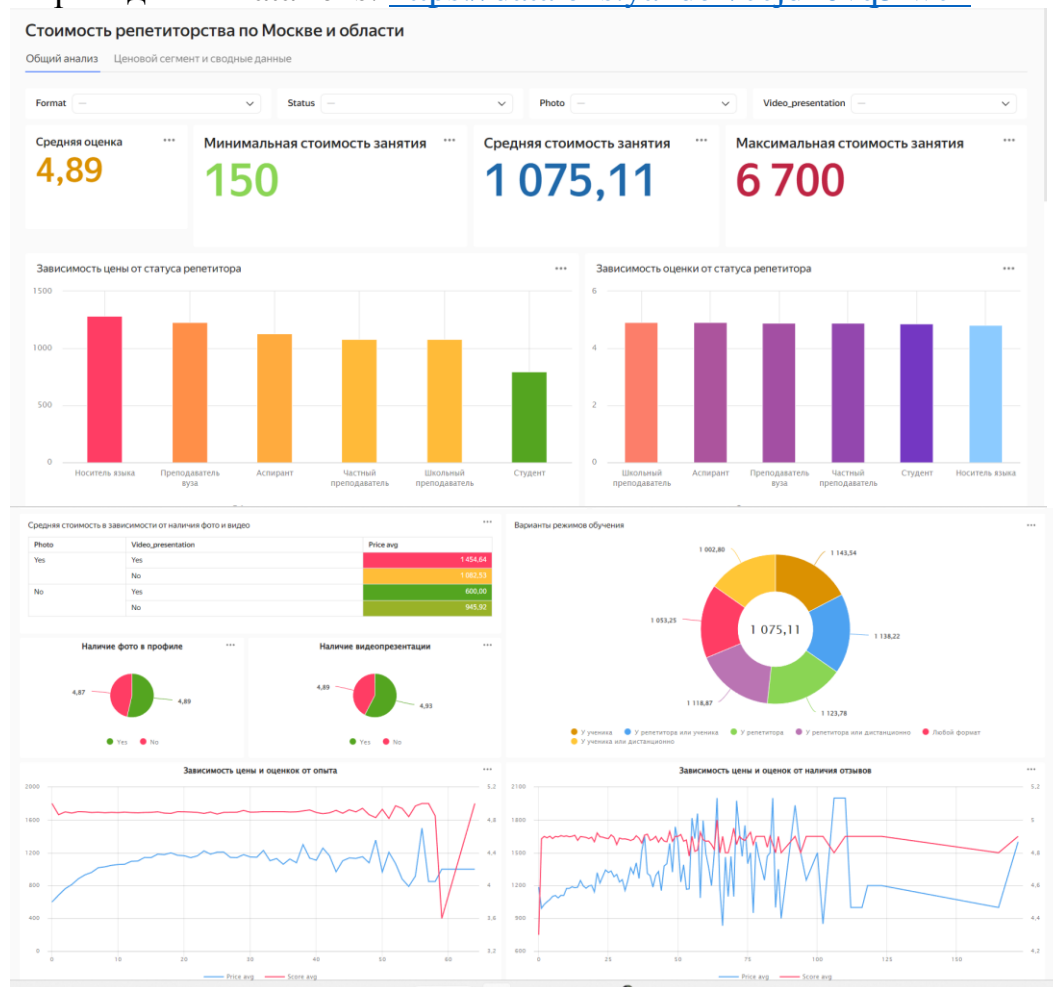 Стоимость репетиторства по Москве и области
Общий анализ Ценовой сегмент и сводные данные
Format — Status — Photo — Video_presentation —
Средняя оценка
4,89
Минимальная стоимость занятия
150
Средняя стоимость занятия
1 075,11
Максимальная стоимость занятия
6 700
Зависимость цены от статуса репетитора
1500
1000
500
0
Носитель языка
Преподаватель вуза
Аспирант
Частный преподаватель
Школьный преподаватель
Студент
Зависимость оценки от статуса репетитора
6
4
2
0
Школьный преподаватель
Аспирант
Преподаватель вуза
Частный преподаватель
Студент
Носитель языка
Средняя стоимость в зависимости от наличия фото и видео
Photo Video_presentation Price avg
Yes Yes 1 454,64
No 1 082,53
No Yes 600,00
No 945,92
Наличие фото в профиле
4,87
4,89
Yes No
Наличие видеопрезентации
4,89
4,93
Yes No
Варианты режимов обучения
1 002,80
1 143,54
1 053,25
1 075,11
1 138,22
1 118,87
1 123,78
У ученика У репетитора или ученика У репетитора У репетитора или дистанционно Любой формат
У ученика или дистанционно
Зависимость цены и оценкок от опыта
2000 5,2
1600 4,8
1200 4,4
800 4
400 3,6
0 3,2
0 10 20 30 40 50 60
Price avg Score avg
Зависимость цены и оценок от наличия отзывов
2100 5,2
1800 5
1500 4,8
1200 4,6
900 4,4
600 4,2
0 25 50 75 100 125 150
Price avg Score avg